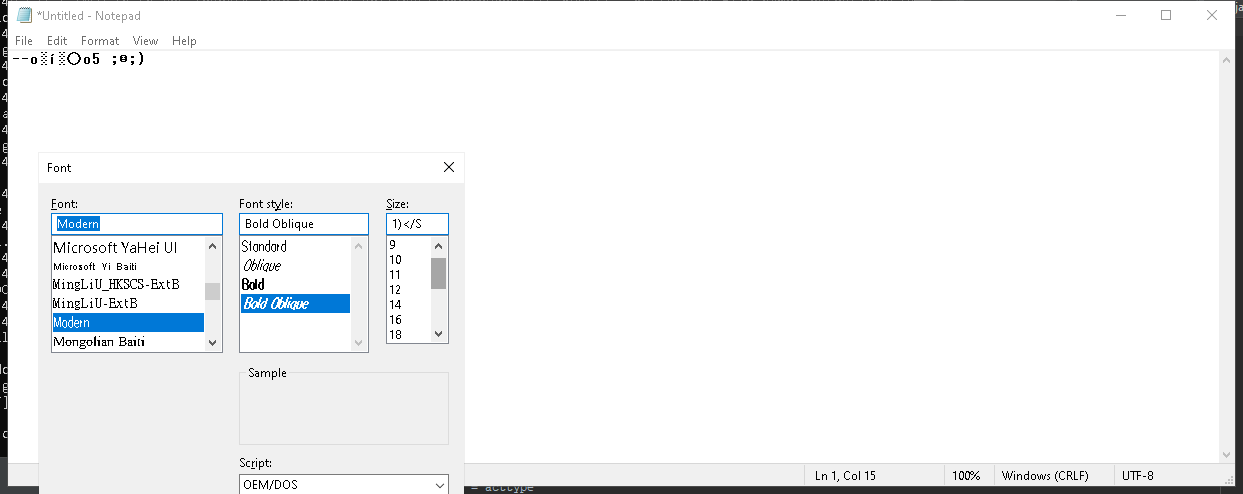 *Untitled - Notepad
File Edit Format View Help
--o▒í▒○o5 ;®;)
Font
Font: Font style: Size:
Modern Bold Oblique 1)</S
Microsoft YaHei UI Standard 9
Microsoft Yi Baiti Oblique 10
MingLiU_HKSCS-ExtB Bold 11
MingLiU-ExtB Bold Oblique 12
Modern 14
Mongolian Baiti 16
18
Sample
Script:
OEM/DOS
Ln 1, Col 15 100% Windows (CRLF) UTF-8
= acctype